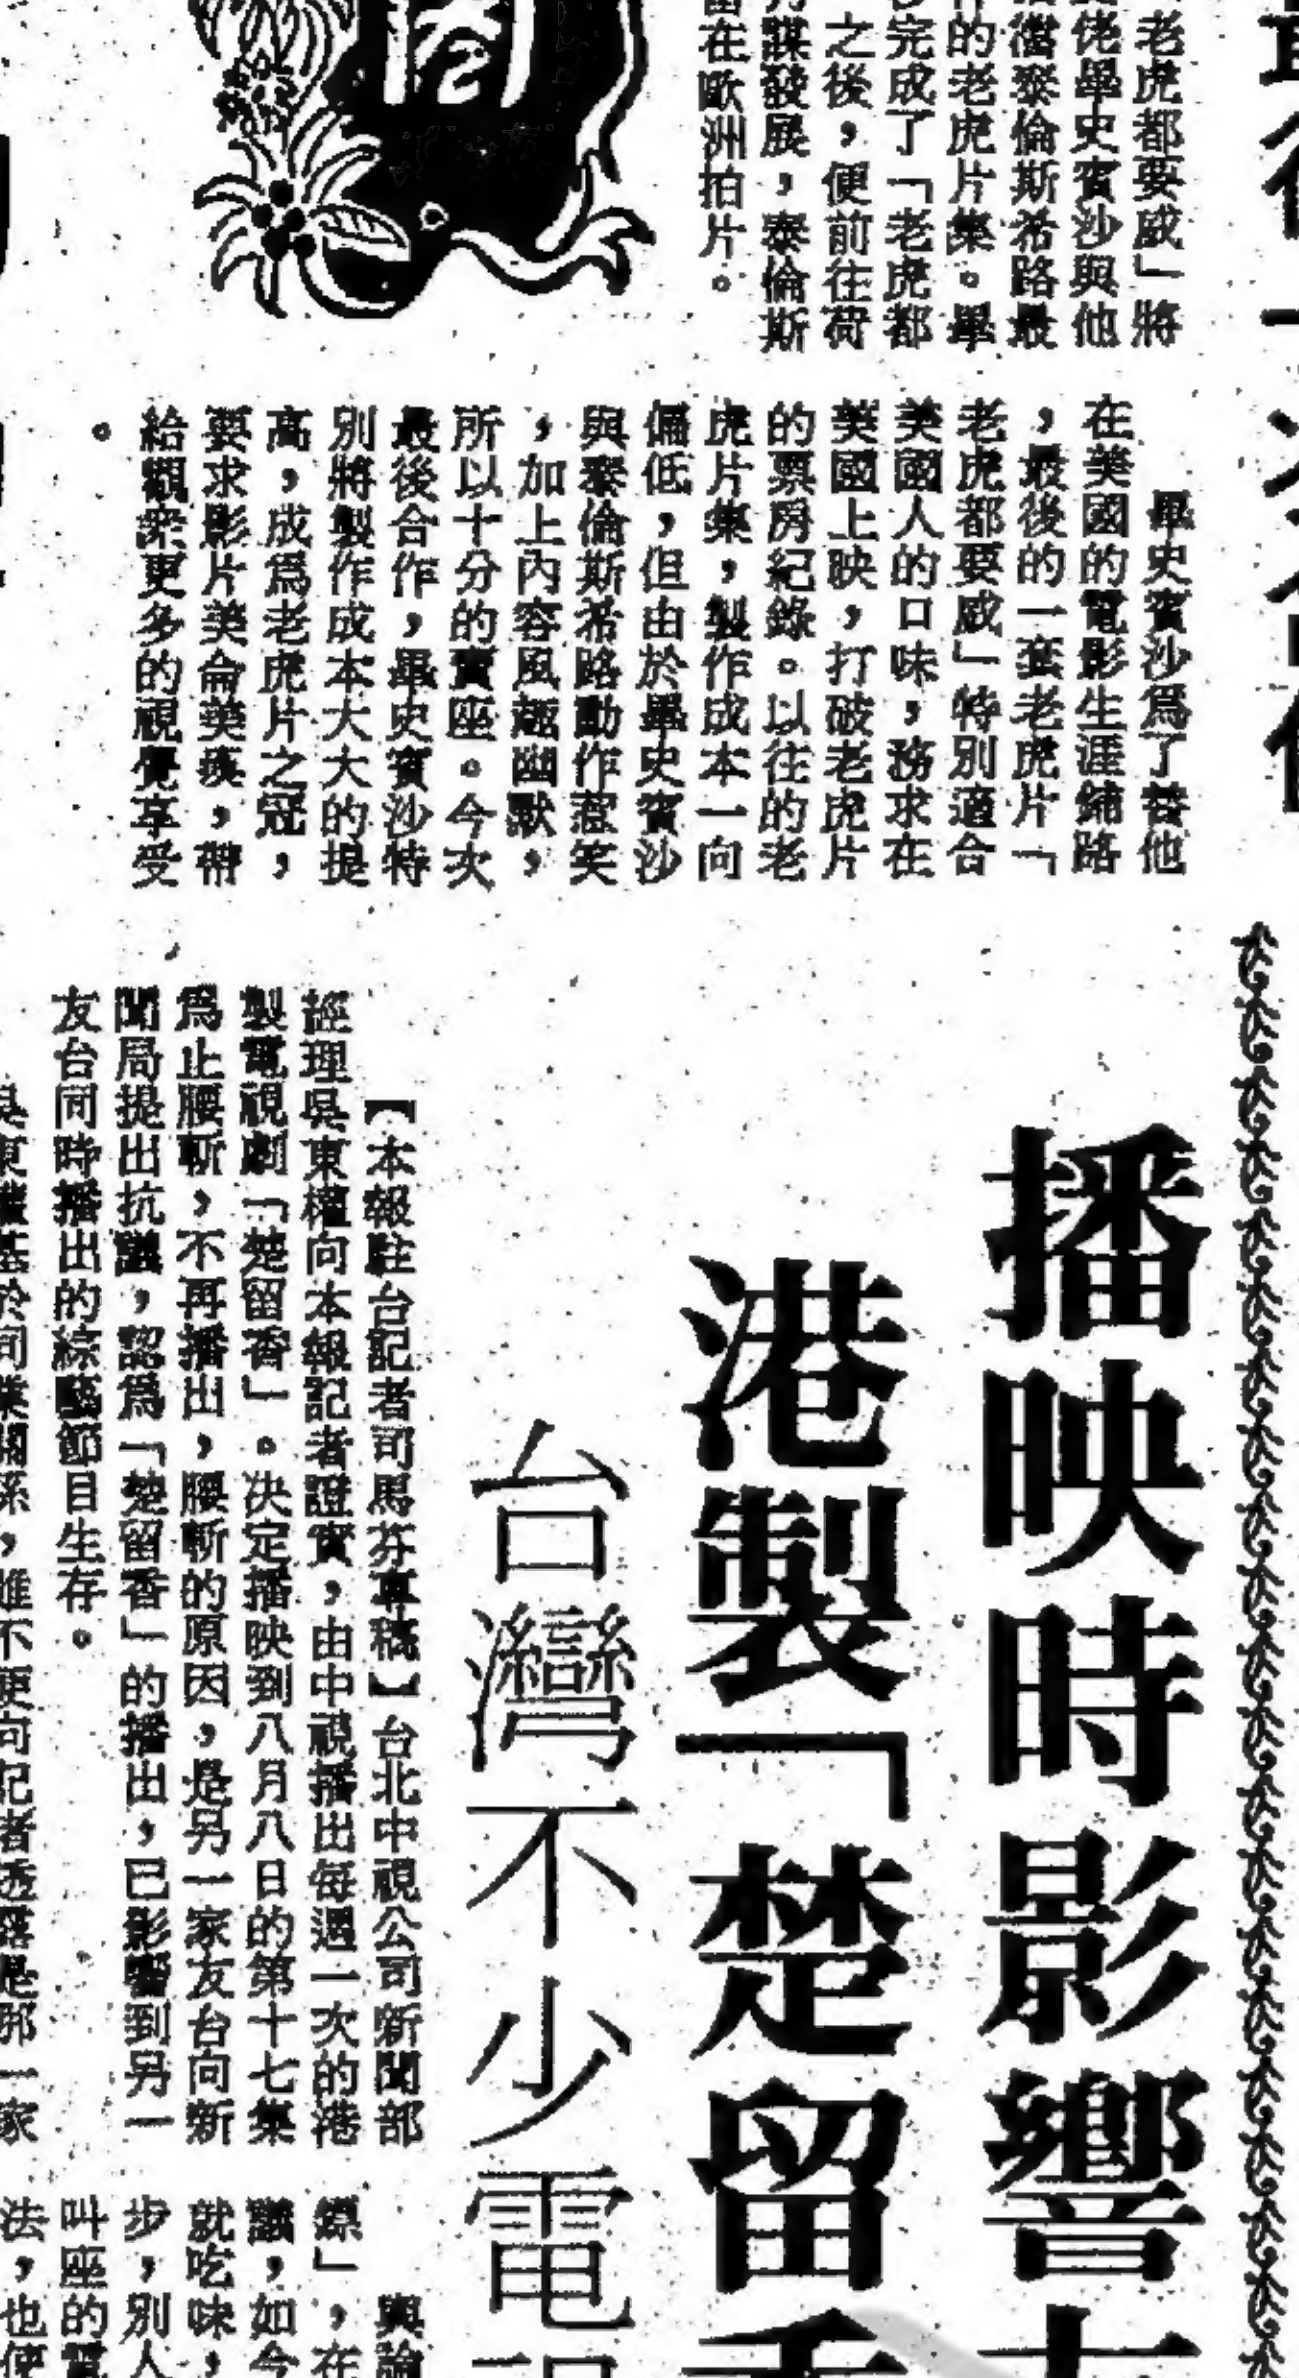 老虎都要威」將
佬畢史賓沙與他
檔泰倫斯希路最
的老虎片集。畢
完成了「老虎都
之後,便前往荷
謀發展,泰倫斯
在歐洲拍片。
畢史賓沙爲了替他
在美國的電影生涯鋪路
,最後的一套老虎片「
老虎都要威」特別適合
美國人的口味,務求在
美國上映,打破老虎片
的票房紀錄。以往的老
虎片集,製作成本一向
偏低,但由於畢史賓沙
與泰倫斯希路動作惹笑
,加上內容風趣幽默,
所以十分的賣座。今次
最後合作,畢史賓沙特
別將製作成本大大的提
高,成爲老虎片之冠,
要求影片美侖美奐,帶
給觀衆更多的視覺享受
。
播映時影響
港製「楚留香
台灣不少電視
【本報駐台記者司馬芬專稿】台北中視公司新聞部
經理吳東權向本報記者證實,由中視播出每週一次的港
製電視劇「楚留香」。決定播映到八月八日的第十七集
爲止腰斬,不再播出,腰斬的原因,是另一家友台向新
聞局提出抗議,認爲「楚留香」的播出,已影響到另一
友台同時播出的綜藝節目生存。
吳東權基於同業關係,雖不便向記者透露是那一家
輿論
」,在
議,如今
就吃味,
步,別人
叫座的電
法,也使